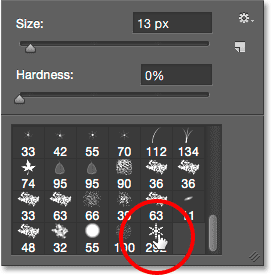 Size: 13 px
Hardness: 0%
33 42 55 70 112 134
74 95 95 90 36 36
33 63 66 39 63 11
48 32 55 100